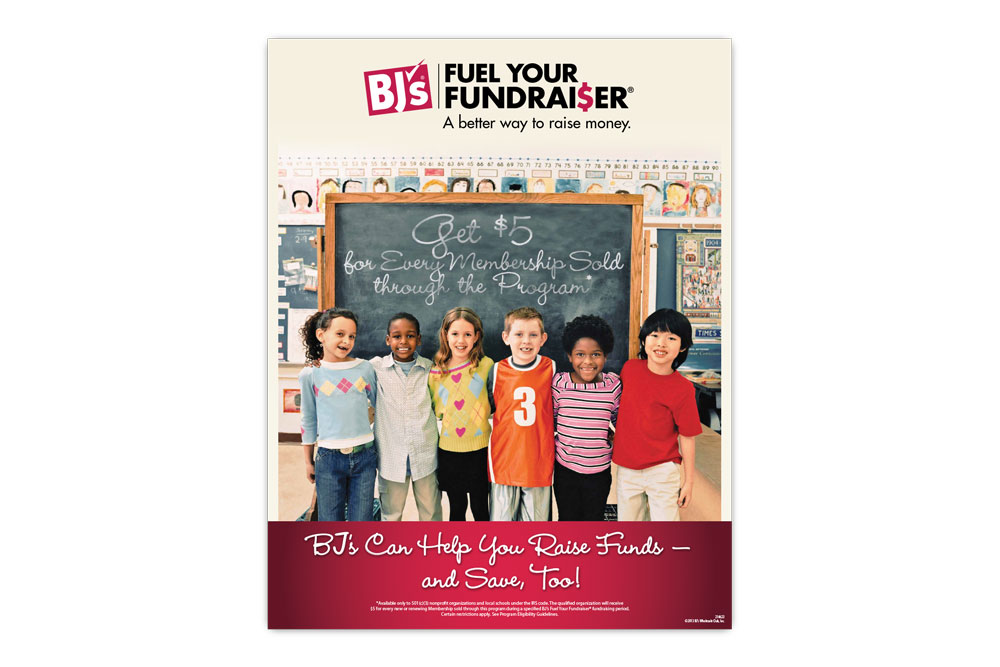 BJ's®
FUEL YOUR
FUNDRAI$ER®
A better way to raise money.
Get $5
for Every Membership Sold
through the Program*
3
BJ's Can Help You Raise Funds –
and Save, Too!
*Available only to 501(c)(3) nonprofit organizations and local schools under the IRS code. The qualified organization will receive
$5 for every new or renewing Membership sold through this program during a specified BJ's Fuel Your Fundraiser® fundraising period.
Certain restrictions apply. See Program Eligibility Guidelines.